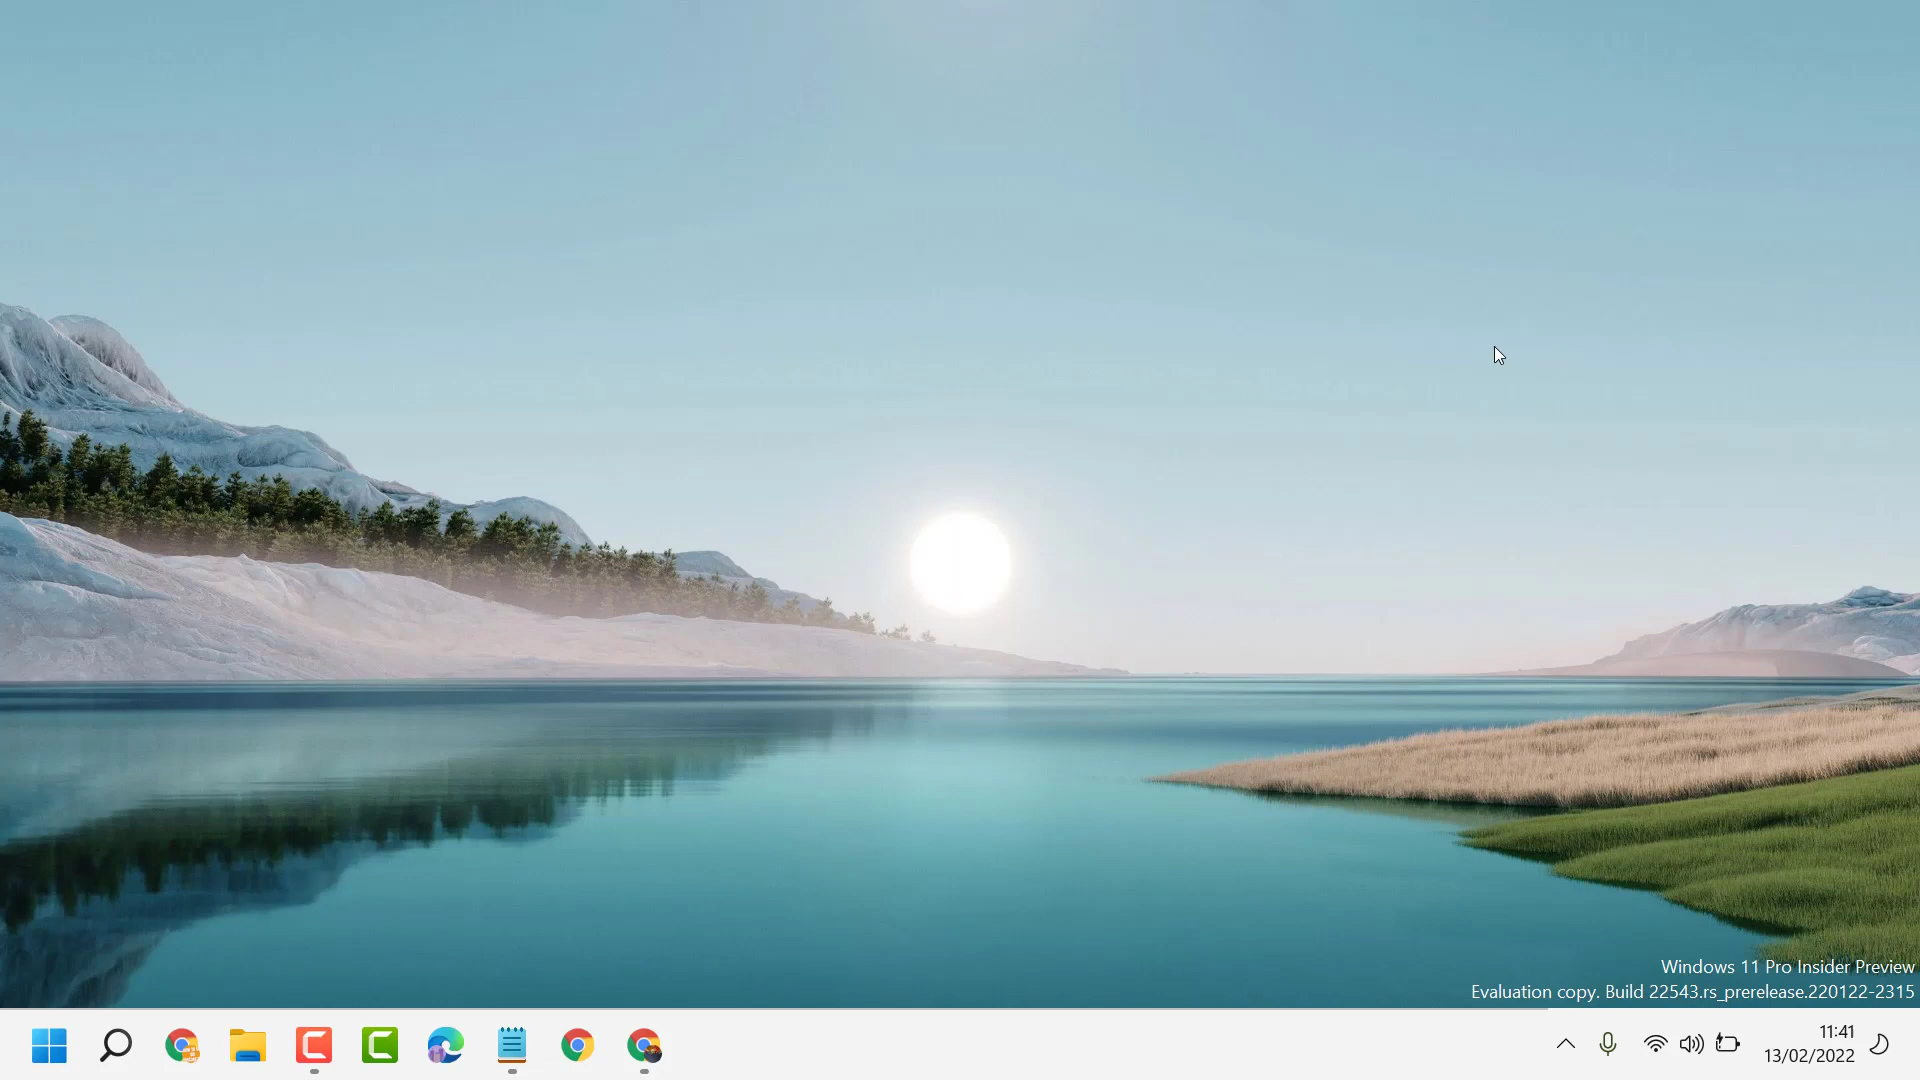 Windows 11 Pro Insider Preview
Evaluation copy. Build 22543.rs_prerelease.220122-2315
11:41
13/02/2022